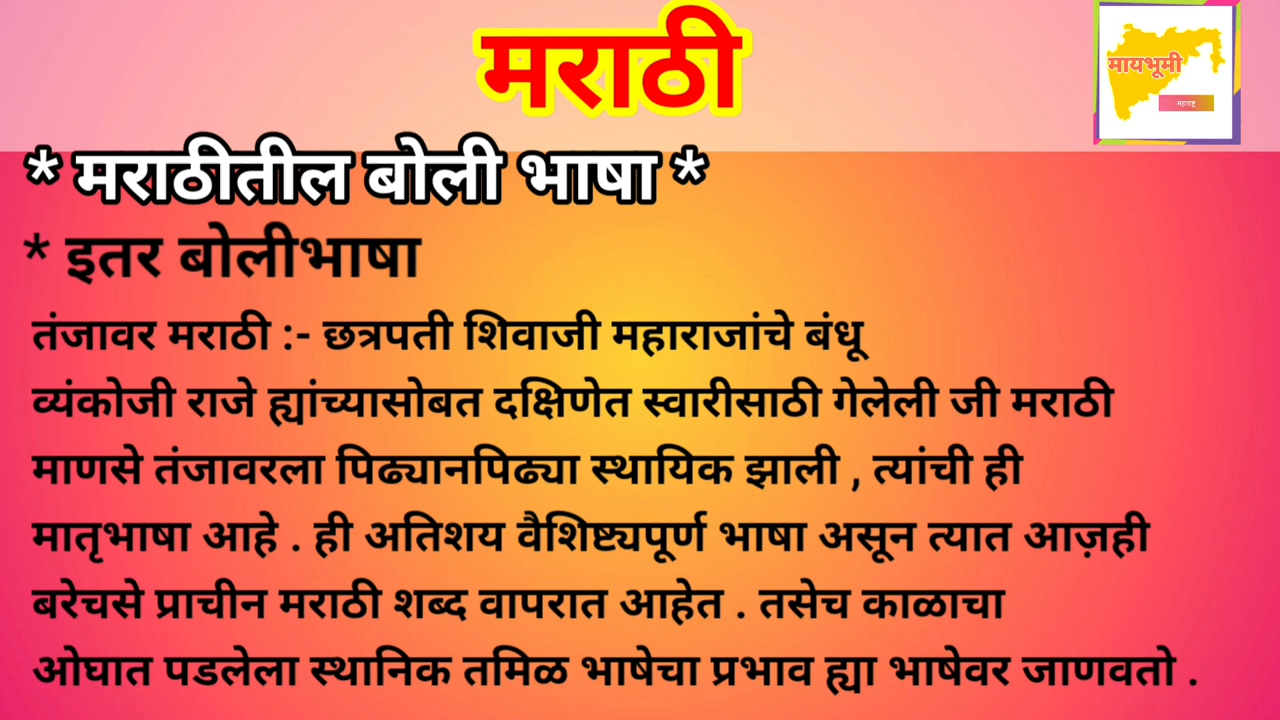 मराठी
मायभूमी
महाराष्ट्र
* मराठीतील बोली भाषा *
* इतर बोलीभाषा
तंजावर मराठी :- छत्रपती शिवाजी महाराजांचे बंधू
व्यंकोजी राजे ह्यांच्यासोबत दक्षिणेत स्वारीसाठी गेलेली जी मराठी
माणसे तंजावरला पिढ्यानपिढ्या स्थायिक झाली , त्यांची ही
मातृभाषा आहे . ही अतिशय वैशिष्ट्यपूर्ण भाषा असून त्यात आज़ही
बरेचसे प्राचीन मराठी शब्द वापरात आहेत . तसेच काळाचा
ओघात पडलेला स्थानिक तमिळ भाषेचा प्रभाव ह्या भाषेवर जाणवतो .